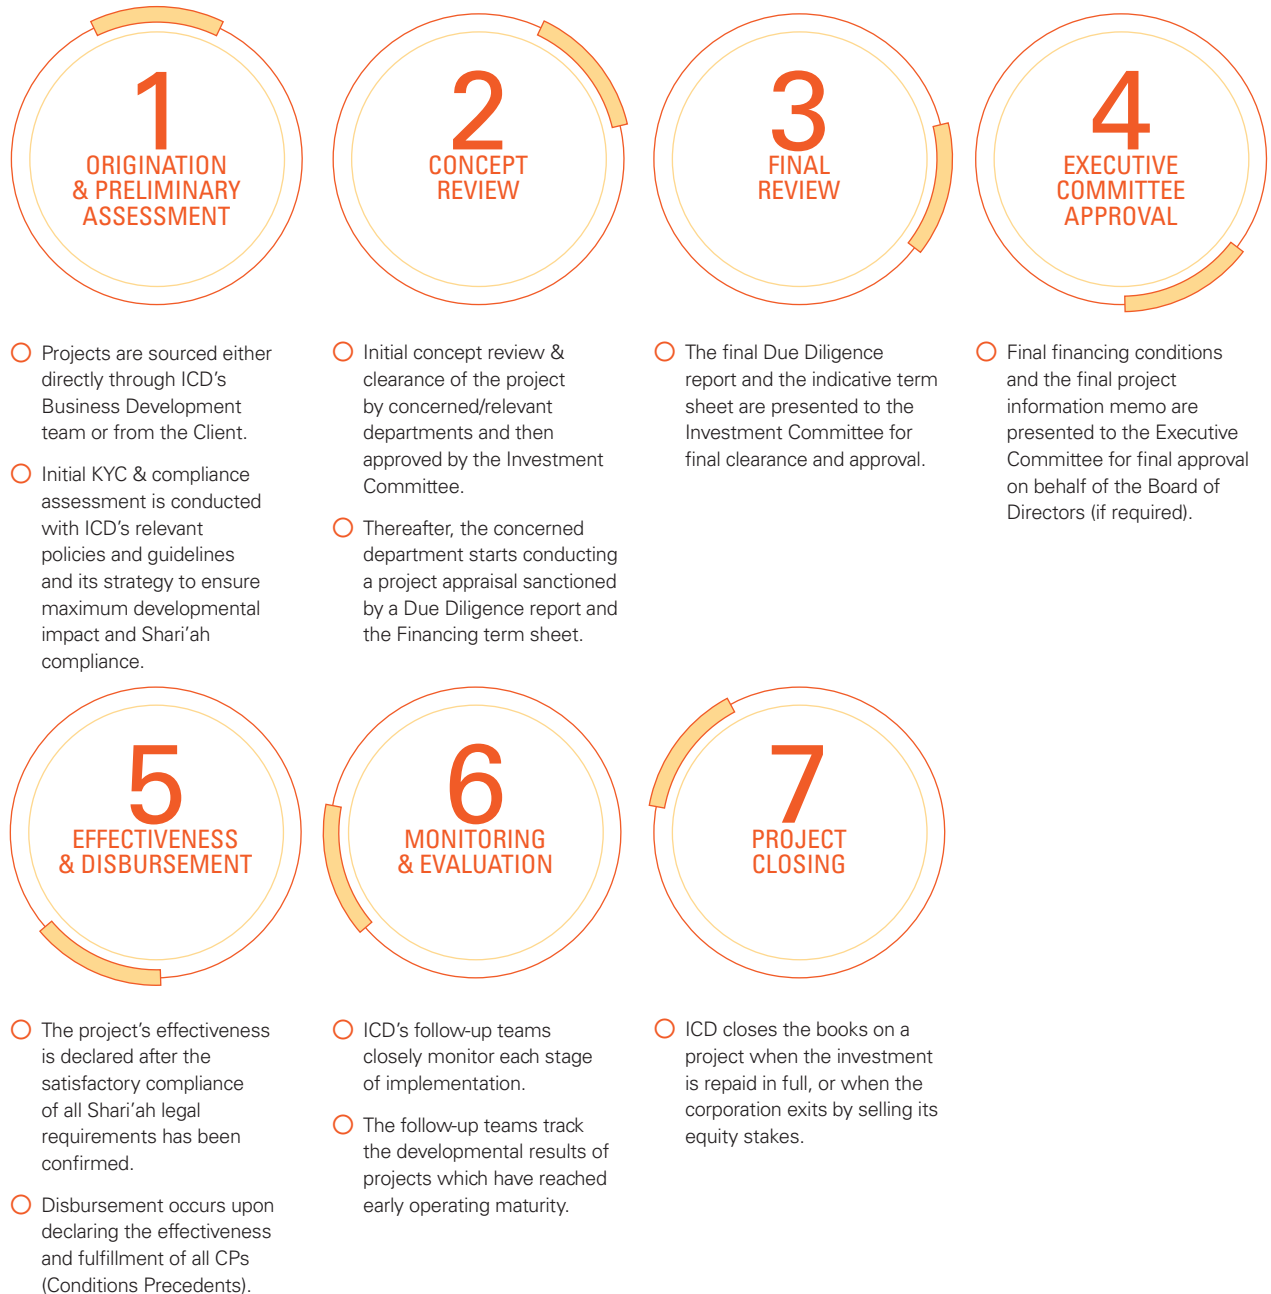 1
ORIGINATION
& PRELIMINARY
ASSESSMENT
Projects are sourced either
directly through ICD’s
Business Development
team or from the Client.
Initial KYC & compliance
assessment is conducted
with ICD’s relevant
policies and guidelines
and its strategy to ensure
maximum developmental
impact and Shari’ah
compliance.
2
CONCEPT
REVIEW
Initial concept review &
clearance of the project
by concerned/relevant
departments and then
approved by the Investment
Committee.
Thereafter, the concerned
department starts conducting
a project appraisal sanctioned
by a Due Diligence report and
the Financing term sheet.
3
FINAL
REVIEW
The final Due Diligence
report and the indicative term
sheet are presented to the
Investment Committee for
final clearance and approval.
4
EXECUTIVE
COMMITTEE
APPROVAL
Final financing conditions
and the final project
information memo are
presented to the Executive
Committee for final approval
on behalf of the Board of
Directors (if required).
5
EFFECTIVENESS
& DISBURSEMENT
The project’s effectiveness
is declared after the
satisfactory compliance
of all Shari’ah legal
requirements has been
confirmed.
Disbursement occurs upon
declaring the effectiveness
and fulfillment of all CPs
(Conditions Precedents).
6
MONITORING
& EVALUATION
ICD’s follow-up teams
closely monitor each stage
of implementation.
The follow-up teams track
the developmental results of
projects which have reached
early operating maturity.
7
PROJECT
CLOSING
ICD closes the books on a
project when the investment
is repaid in full, or when the
corporation exits by selling its
equity stakes.